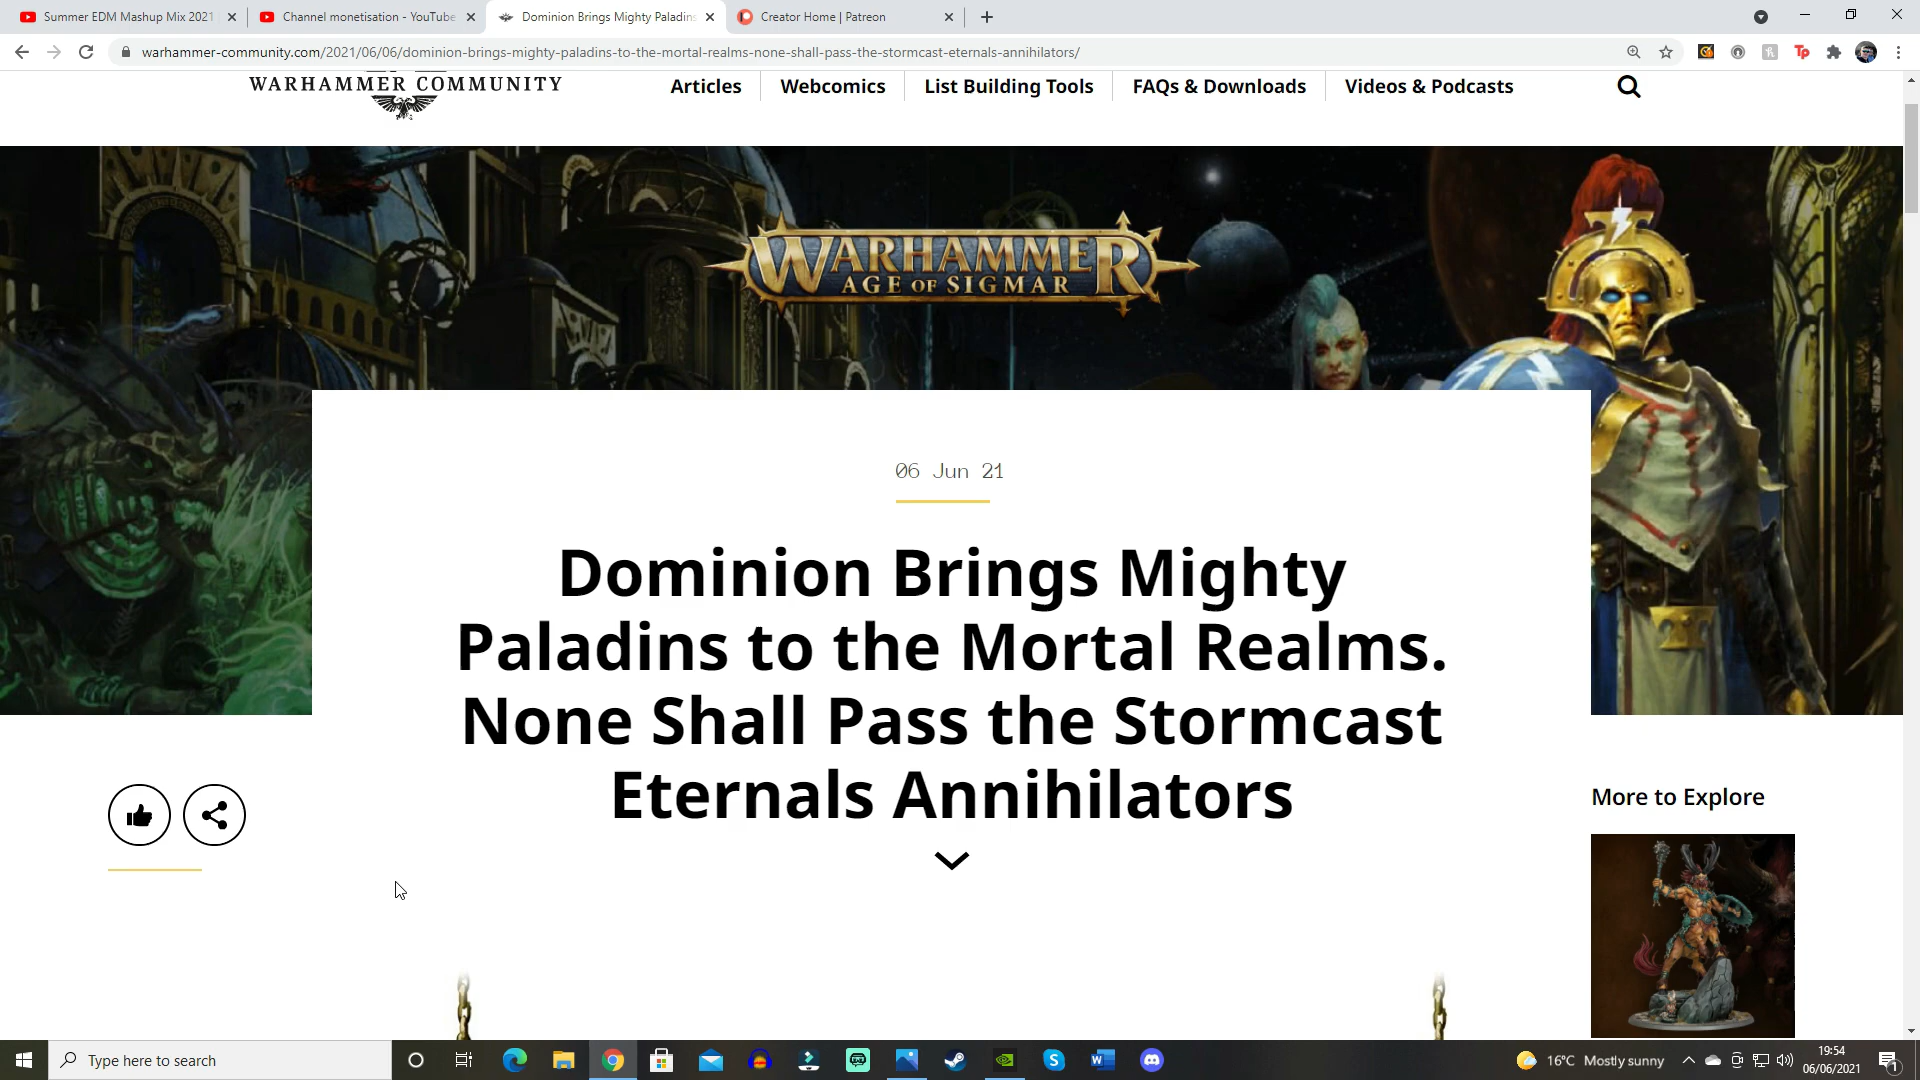 Summer EDM Mashup Mix 2021
Channel monetisation - YouTube
Dominion Brings Mighty Paladins
Creator Home | Patreon
warhammer-community.com/2021/06/06/dominion-brings-mighty-paladins-to-the-mortal-realms-none-shall-pass-the-stormcast-eternals-annihilators/
WARHAMMER COMMUNITY
Articles
Webcomics
List Building Tools
FAQs & Downloads
Videos & Podcasts
WARHAMMER
AGE OF SIGMAR
06 Jun 21
Dominion Brings Mighty
Paladins to the Mortal Realms.
None Shall Pass the Stormcast
Eternals Annihilators
More to Explore
Type here to search
16°C Mostly sunny
19:54
06/06/2021
1